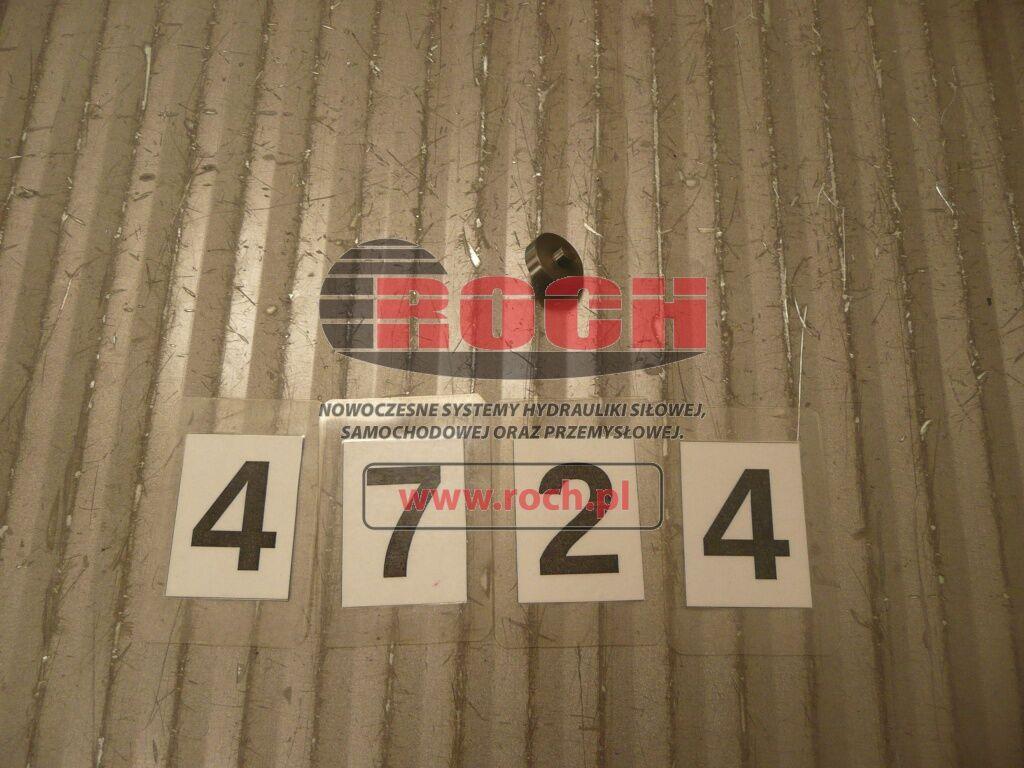 ROCH
NOWOCZESNE SYSTEMY HYDRAULIKI SIŁOWEJ,
SAMOCHODOWEJ ORAZ PRZEMYSŁOWEJ.
www.roch.pl
4 7 2 4